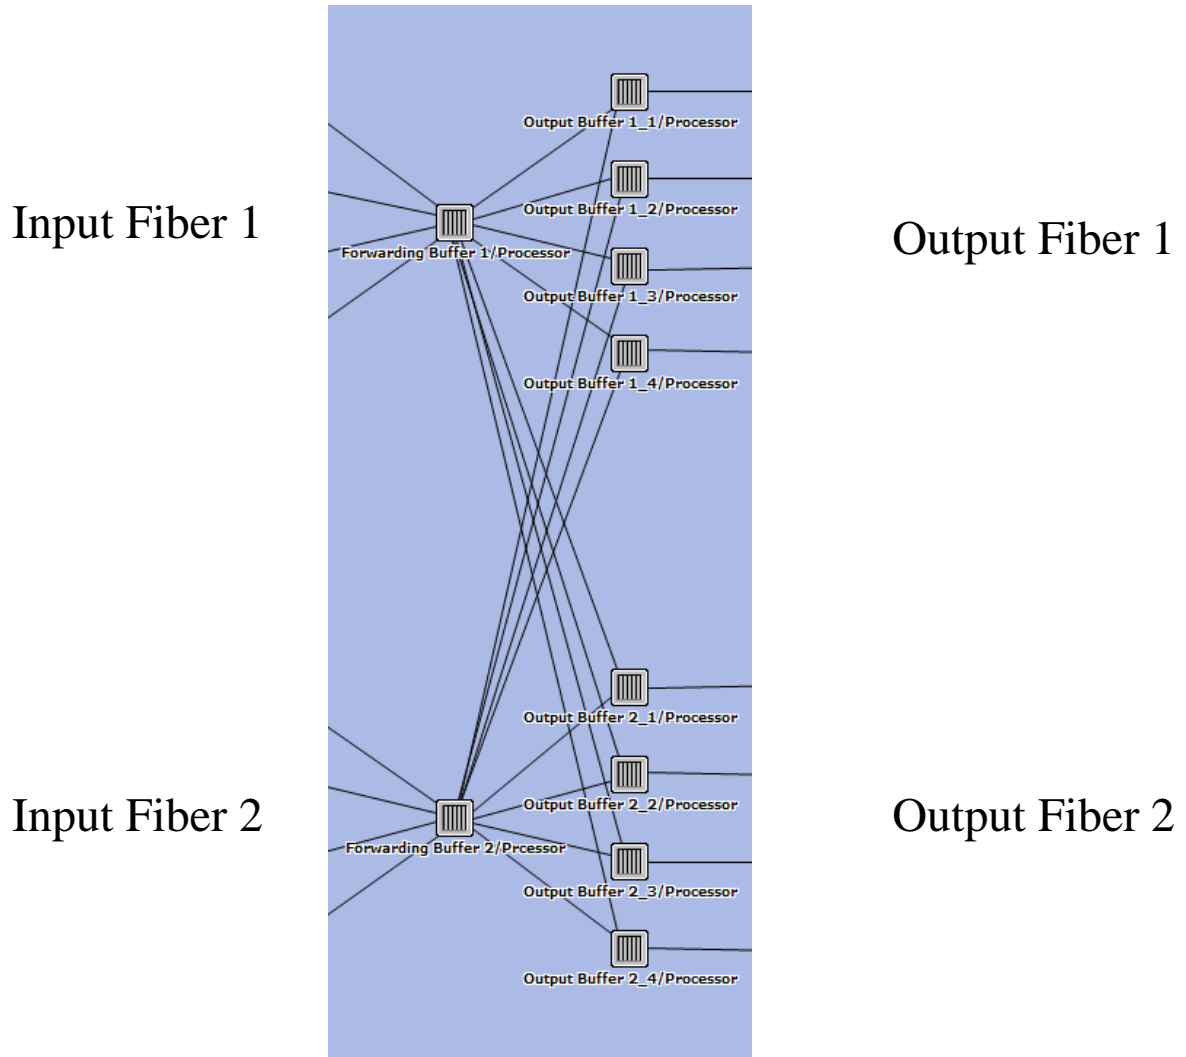 Output Buffer 1_1/Processor
Output Buffer 1_2/Processor
Input Fiber 1
Output Fiber 1
Forwarding Buffer 1/Processor
Output Buffer 1_3/Processor
Output Buffer 1_4/Processor
Output Buffer 2_1/Processor
Output Buffer 2_2/Processor
Input Fiber 2
Output Fiber 2
Forwarding Buffer 2/Prcessor
Output Buffer 2_3/Processor
Output Buffer 2_4/Processor